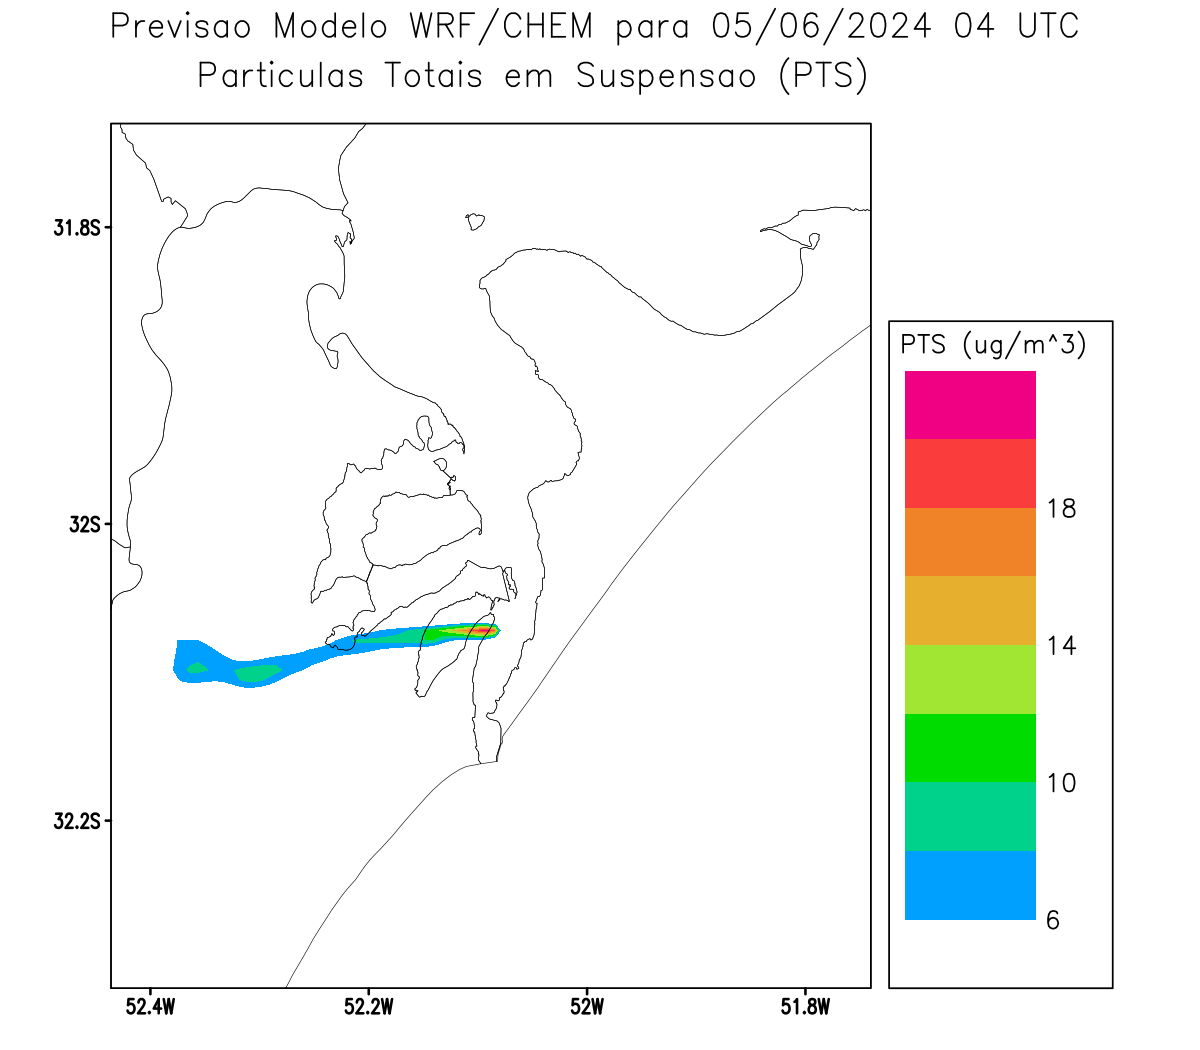 Previsao Modelo WRF/CHEM para 05/06/2024 04 UTC
Particulas Totais em Suspensao (PTS)
31.8S
32S
32.2S
52.4W
52.2W
52W
51.8W
PTS (ug/m^3)
18
14
10
6